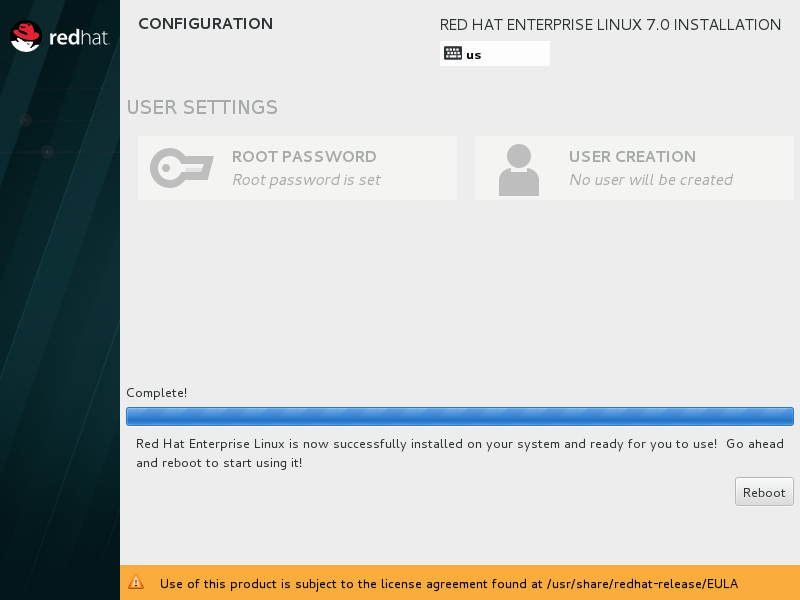 redhat.
CONFIGURATION
RED HAT ENTERPRISE LINUX 7.0 INSTALLATION
us
USER SETTINGS
ROOT PASSWORD
Root password is set
USER CREATION
No user will be created
Complete!
Red Hat Enterprise Linux is now successfully installed on your system and ready for you to use! Go ahead
and reboot to start using it!
Reboot
Use of this product is subject to the license agreement found at /usr/share/redhat-release/EULA